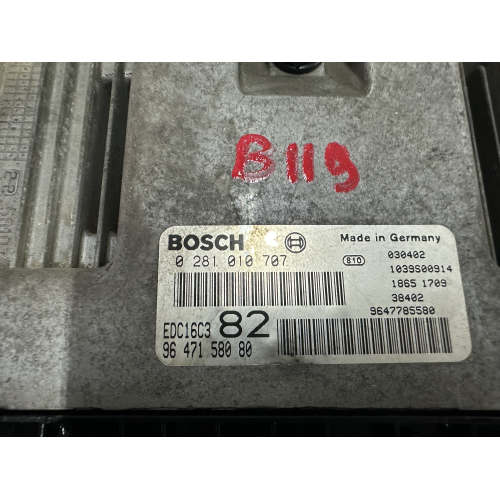 B119
BOSCH
Made in Germany
0 281 010 707
810
030402
1039S00914
1865 1709
38402
9647785580
EDC16C3 82
96 471 580 80